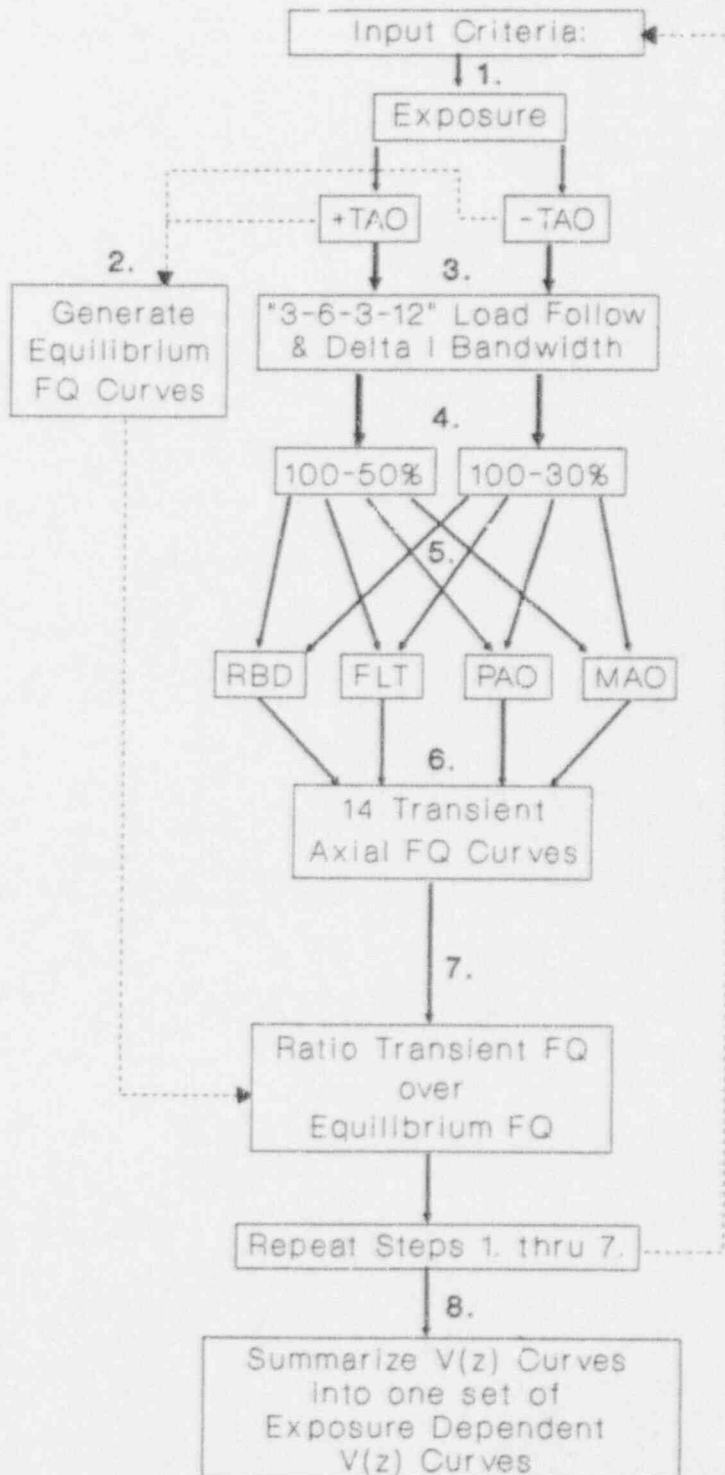 Input Criteria:
1.
Exposure
+TAO
-TAO
2.
Generate
Equilibrium
FQ Curves
3.
"3-6-3-12" Load Follow
& Delta I Bandwidth
4.
100-50%
100-30%
5.
RBD
FLT
PAO
MAO
6.
14 Transient
Axial FQ Curves
7.
Ratio Transient FQ
over
Equilibrium FQ
Repeat Steps 1. thru 7.
8.
Summarize V(z) Curves
into one set of
Exposure Dependent
V(z) Curves